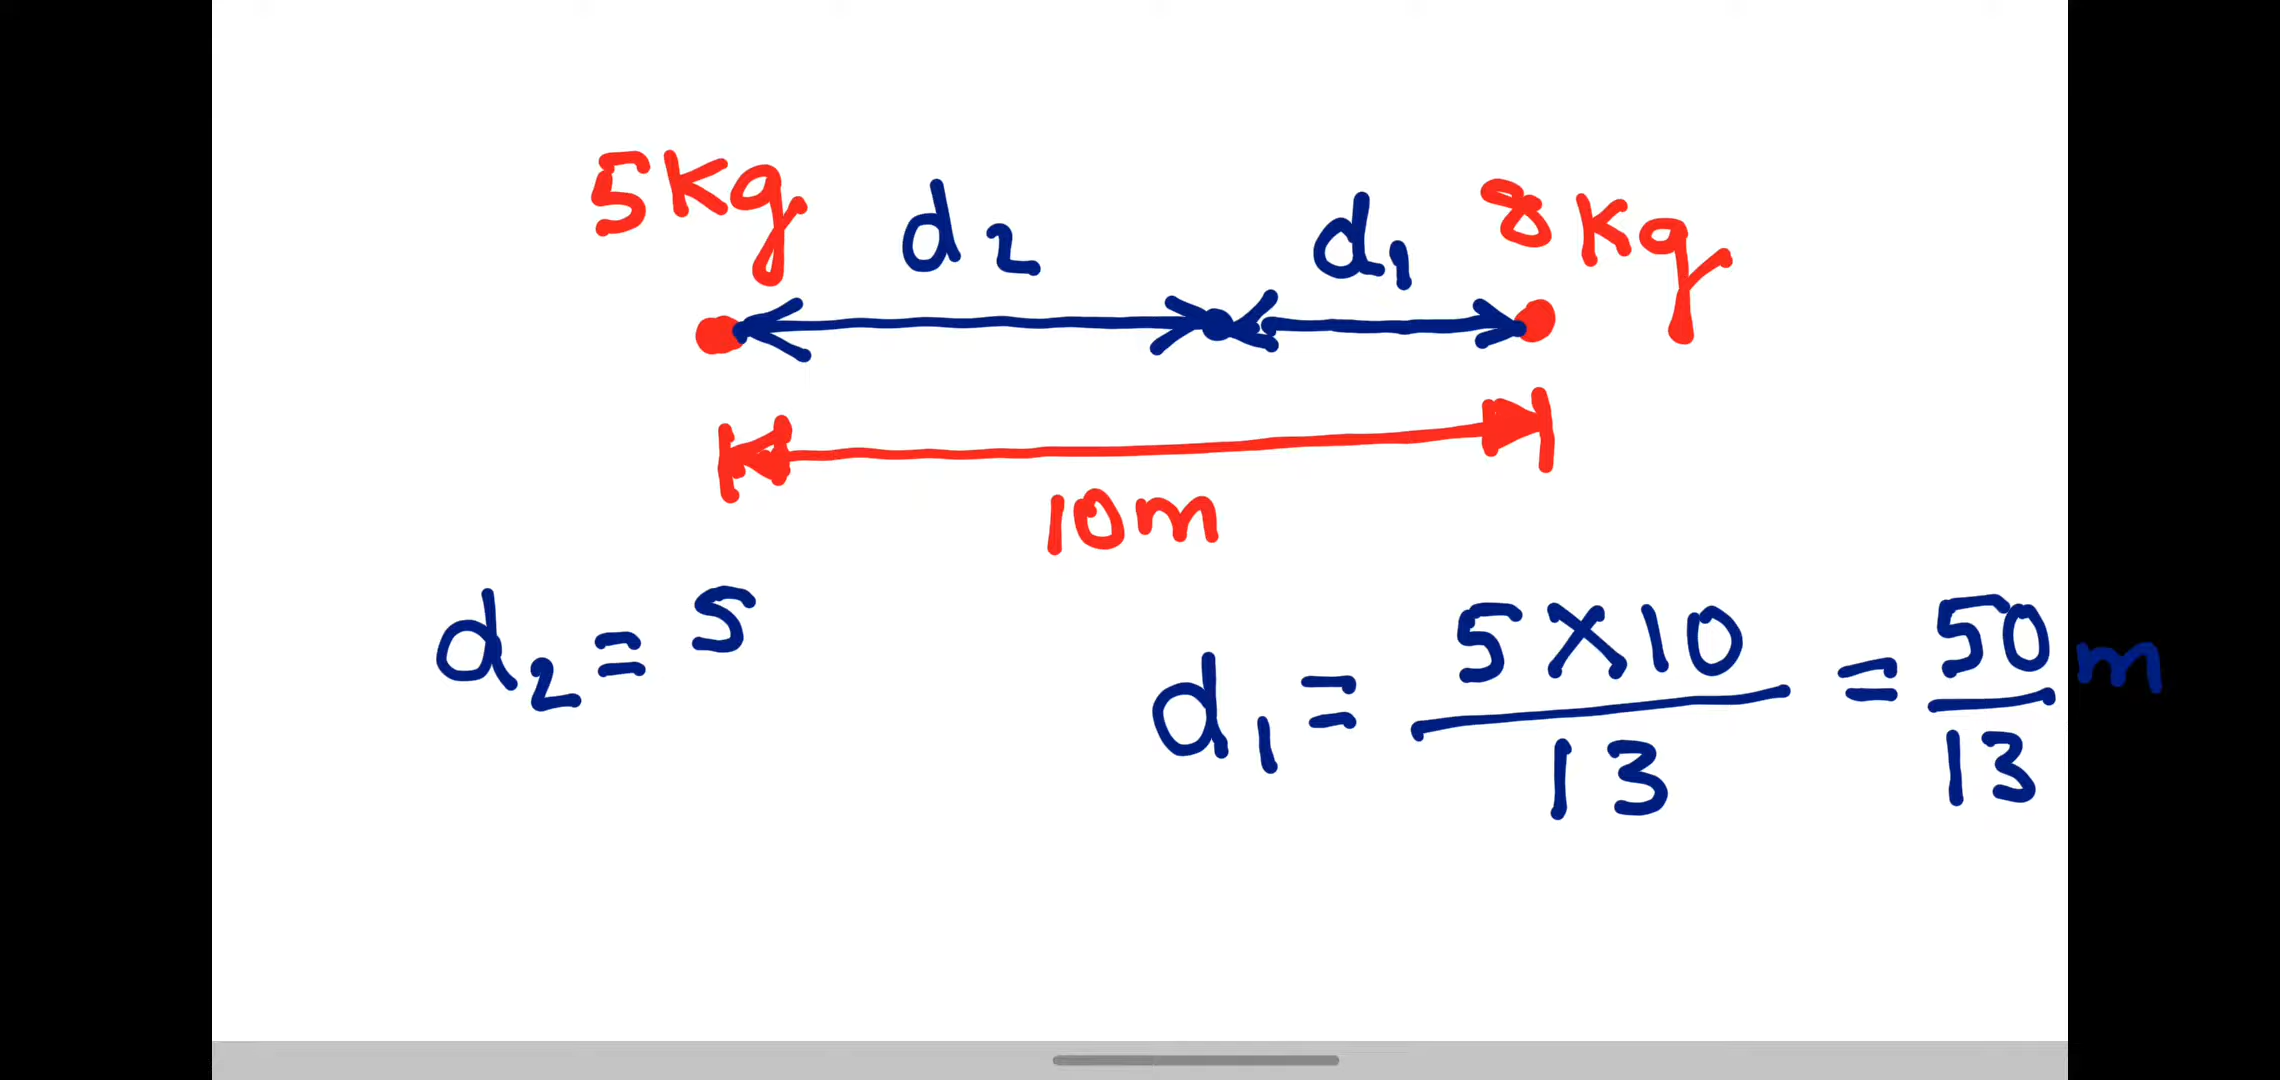 5kg d₂ d₁ 8kg
10m
d₂ = 5
d₁ = 5×10/13 = 50/13 m